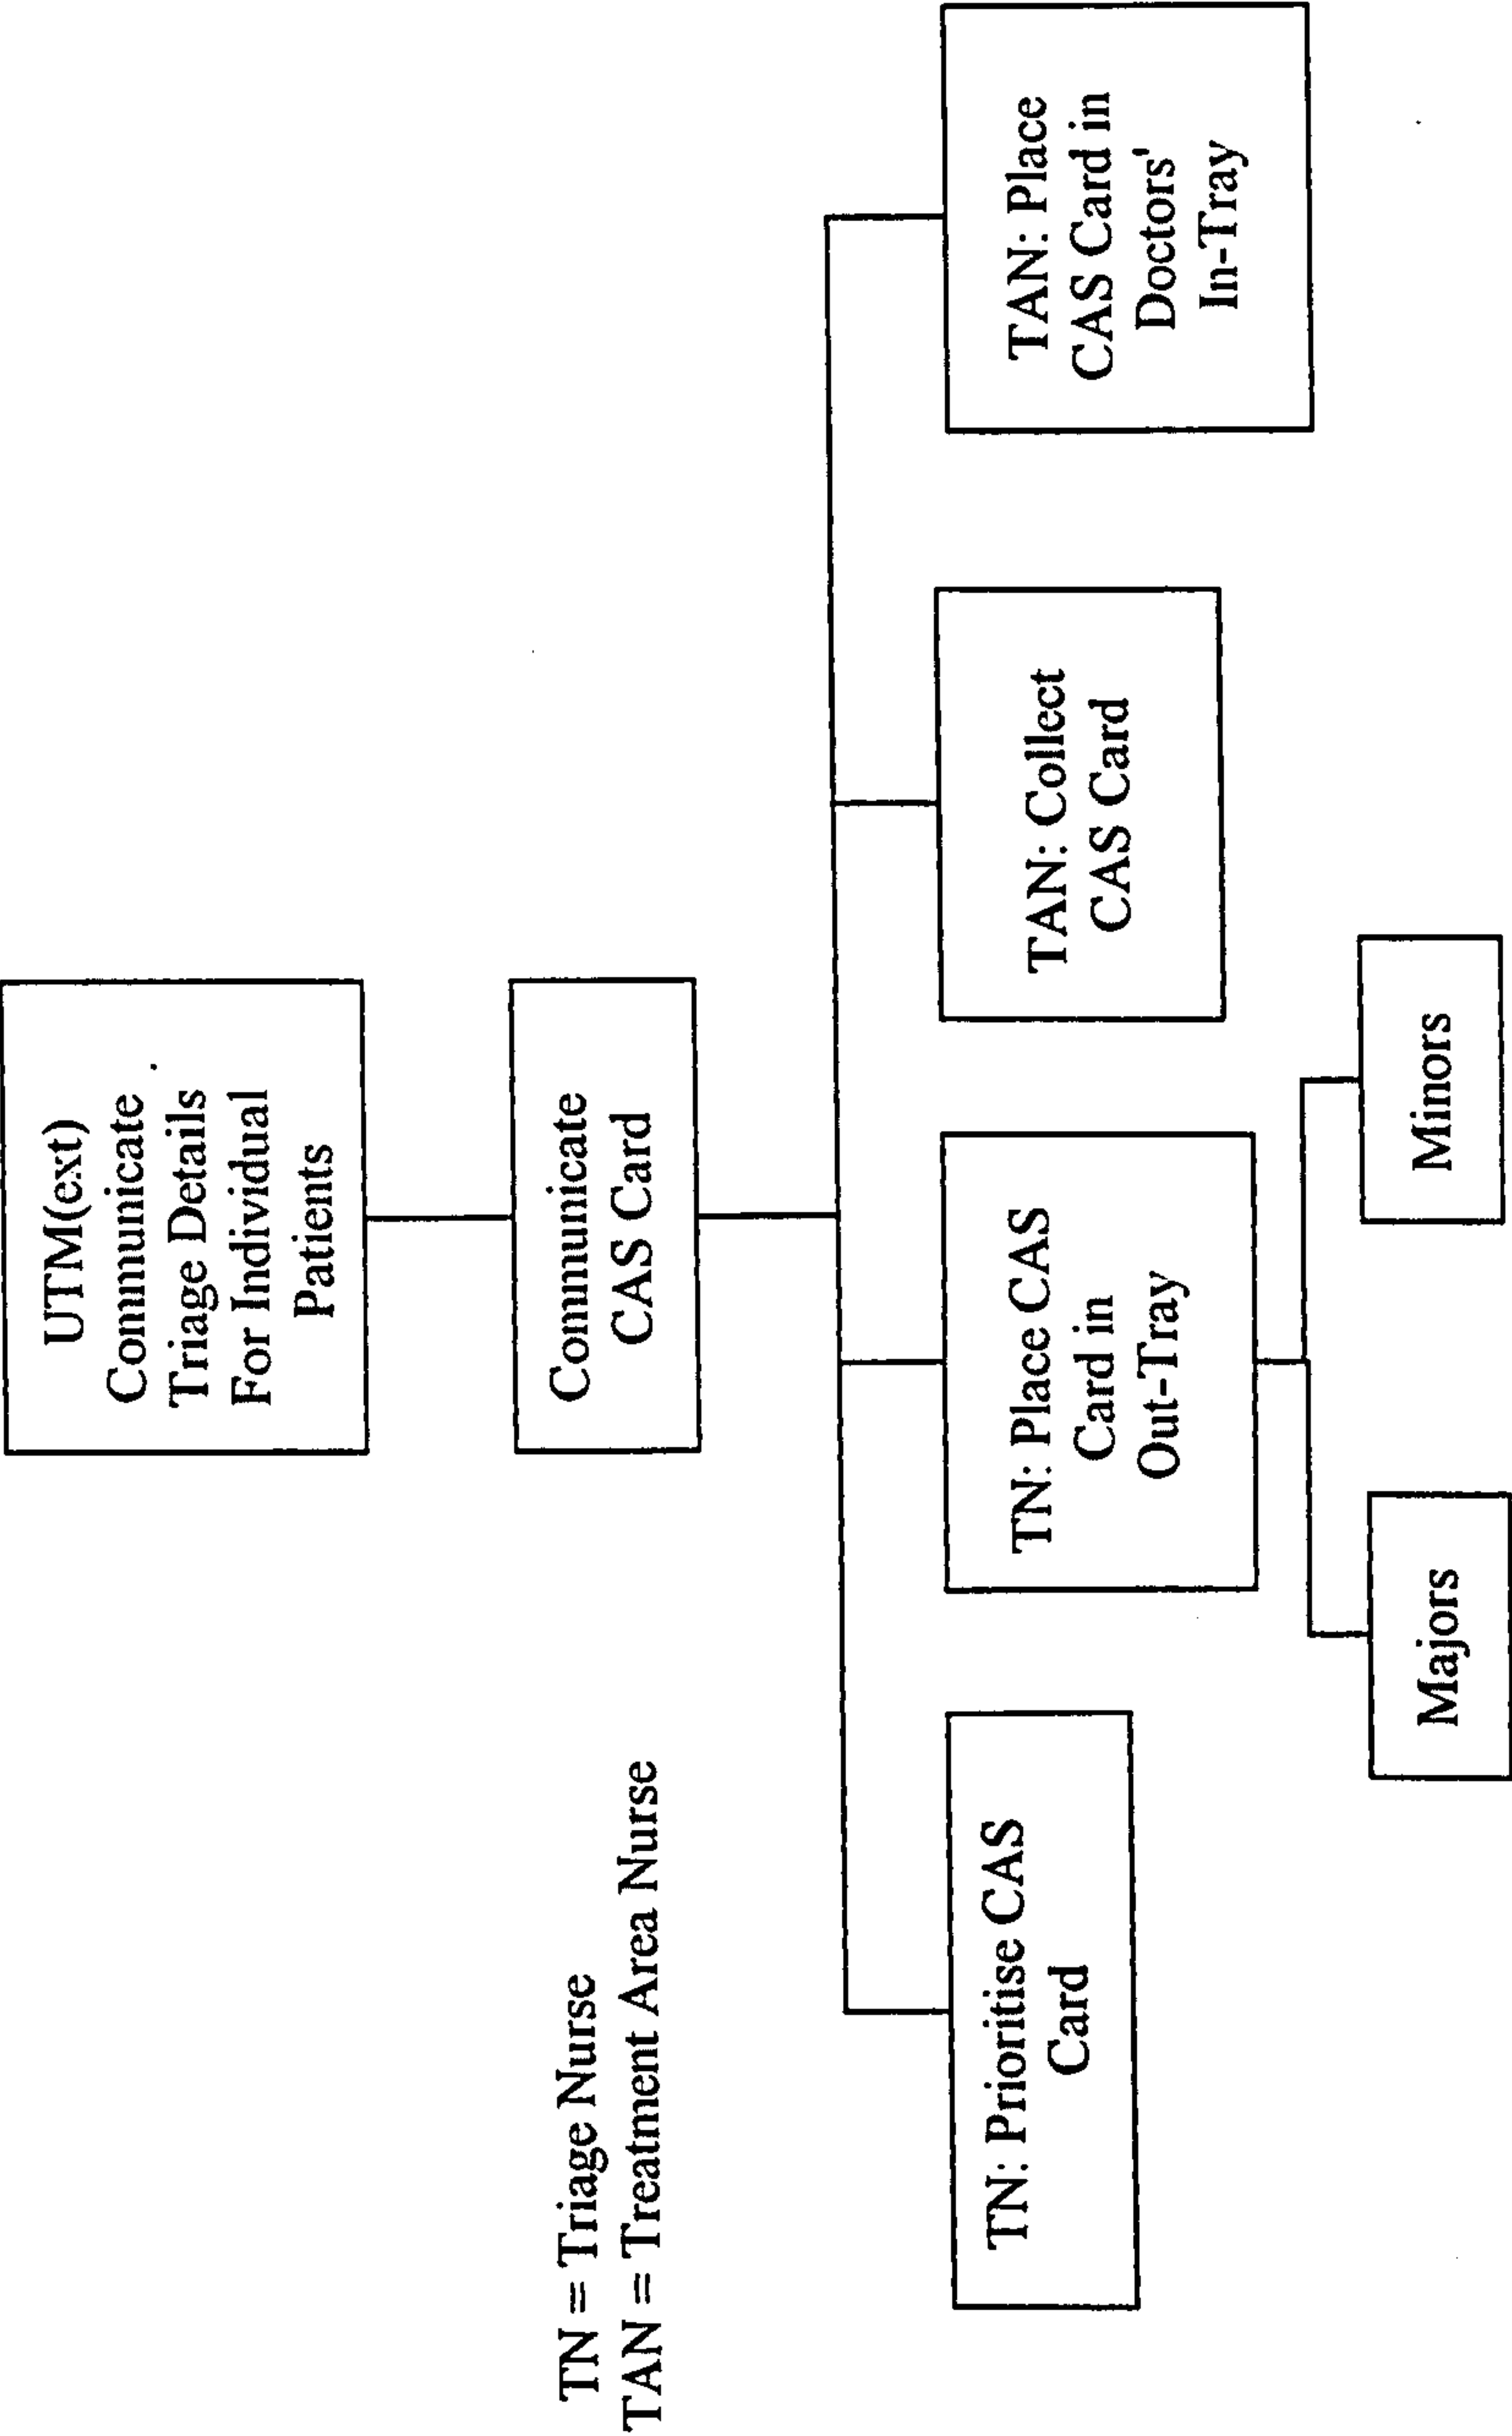 UTM(ext)
Communicate
Triage Details
For Individual
Patients
Communicate
CAS Card
TN = Triage Nurse
TAN = Treatment Area Nurse
TN: Prioritise CAS
Card
TN: Place CAS
Card in
Out-Tray
TAN: Collect
CAS Card
TAN: Place
CAS Card in
Doctors'
In-Tray
Majors
Minors